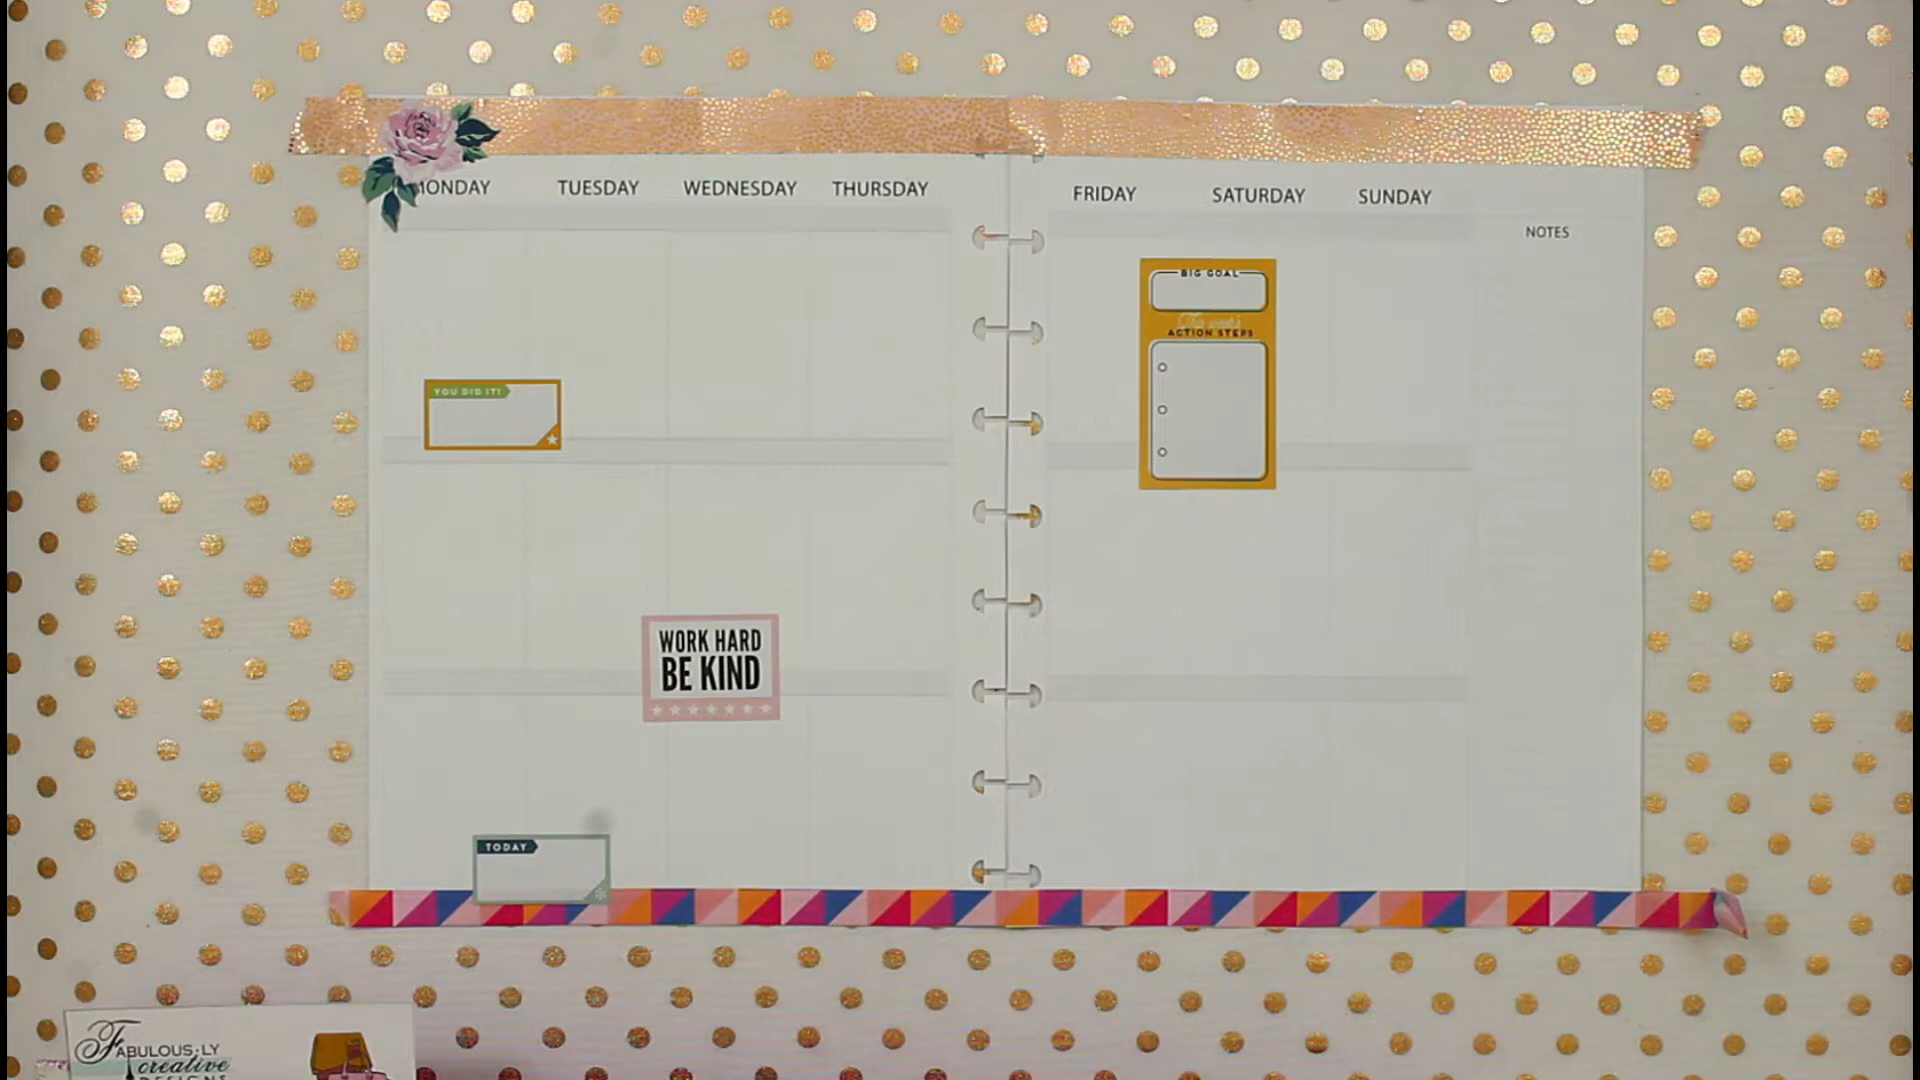 MONDAY TUESDAY WEDNESDAY THURSDAY FRIDAY SATURDAY SUNDAY
NOTES
BIG GOAL
ACTION STEPS
YOU DID IT!
WORK HARD
BE KIND
TODAY
FABULOUS-LY
creative
DESIGNS